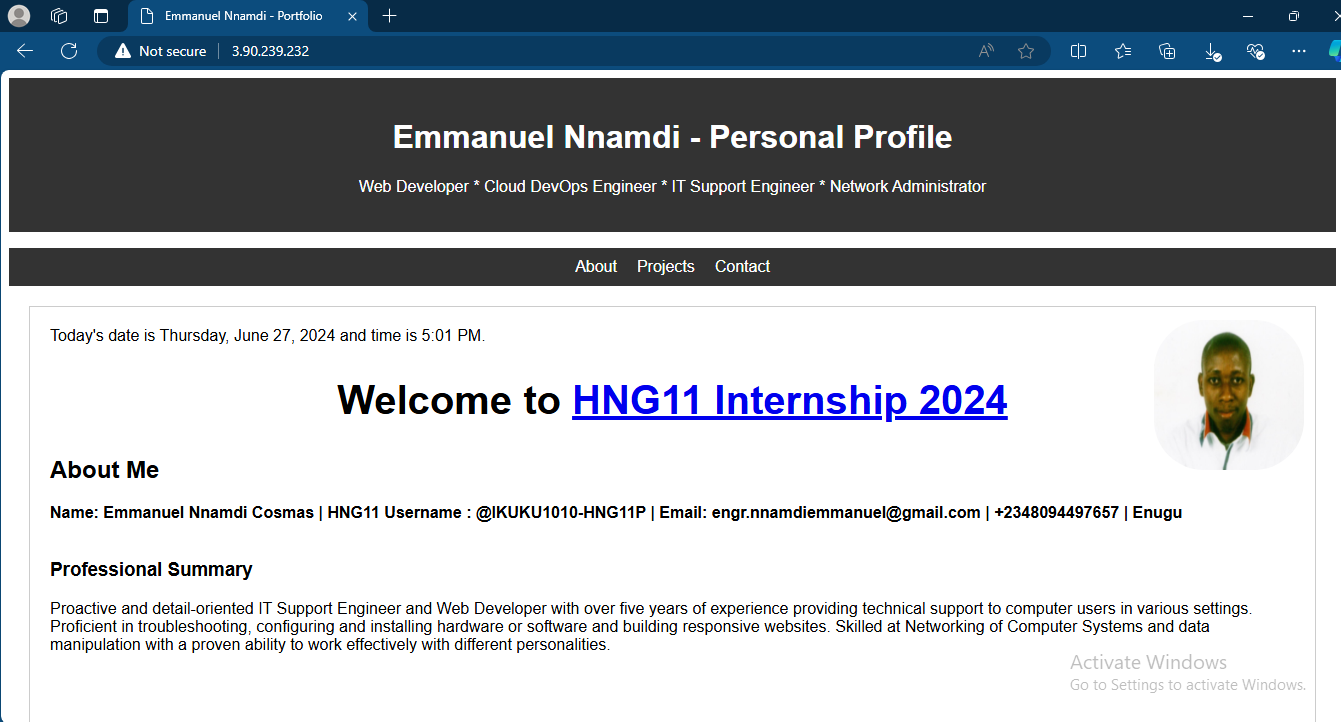 Emmanuel Nnamdi - Portfolio
Not secure
3.90.239.232
Emmanuel Nnamdi - Personal Profile
Web Developer * Cloud DevOps Engineer * IT Support Engineer * Network Administrator
About Projects Contact
Today's date is Thursday, June 27, 2024 and time is 5:01 PM.
Welcome to HNG11 Internship 2024
About Me
Name: Emmanuel Nnamdi Cosmas | HNG11 Username : @IKUKU1010-HNG11P | Email: engr.nnamdiemmanuel@gmail.com | +2348094497657 | Enugu
Professional Summary
Proactive and detail-oriented IT Support Engineer and Web Developer with over five years of experience providing technical support to computer users in various settings.
Proficient in troubleshooting, configuring and installing hardware or software and building responsive websites. Skilled at Networking of Computer Systems and data
manipulation with a proven ability to work effectively with different personalities.
Activate Windows
Go to Settings to activate Windows.